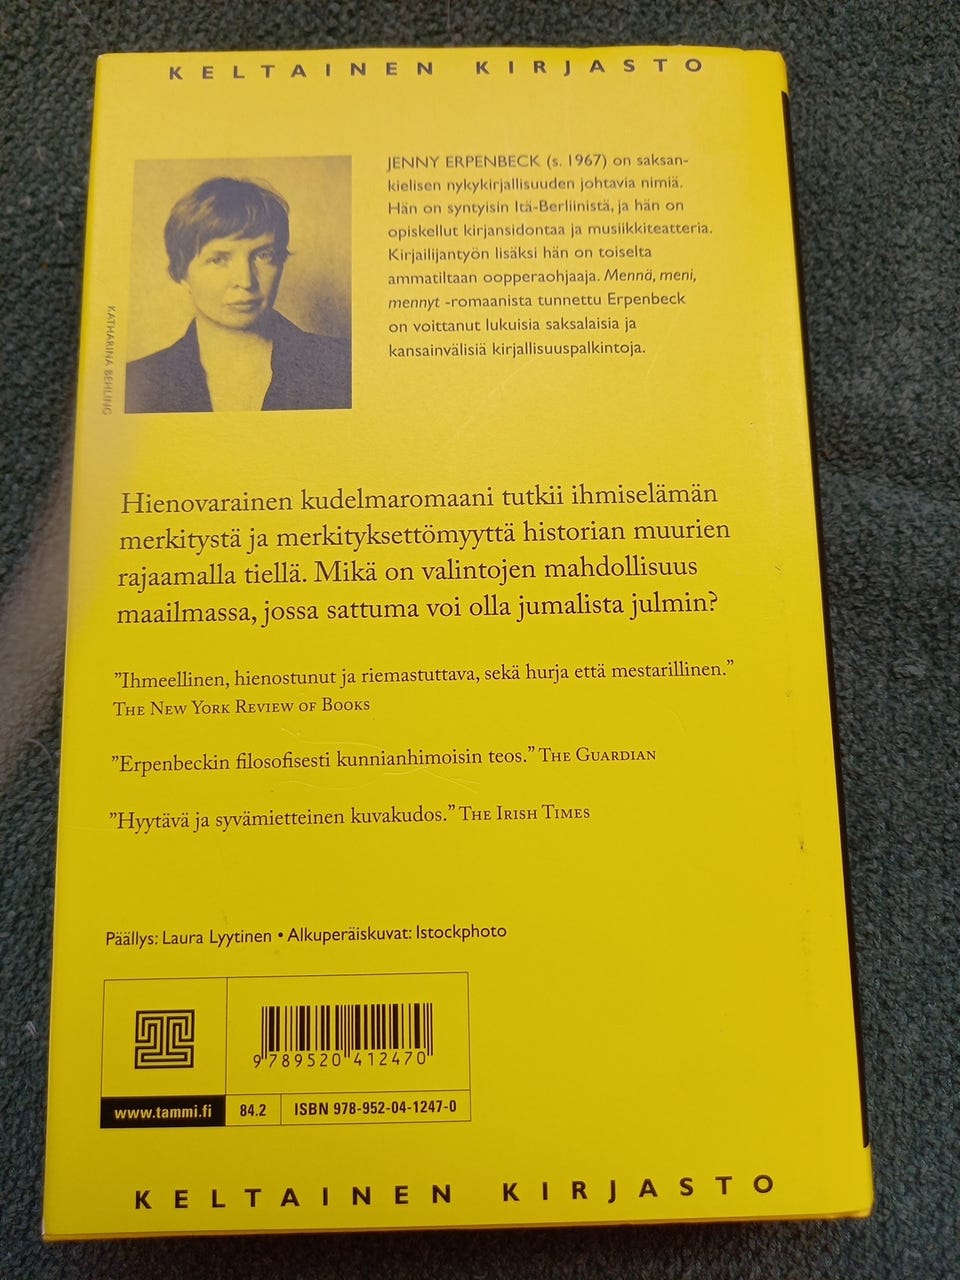 KELTAINEN KIRJASTO
JENNY ERPENBECK (s. 1967) on saksan-
kielisen nykykirjallisuuden johtavia nimiä.
Hän on syntyisin Itä-Berliinistä, ja hän on
opiskellut kirjansidontaa ja musiikkiteatteria.
Kirjailijantyön lisäksi hän on toiselta
ammatiltaan oopperaohjaaja. Mennä, meni,
mennyt -romaanista tunnettu Erpenbeck
on voittanut lukuisia saksalaisia ja
kansainvälisiä kirjallisuuspalkintoja.
KATHARINA BEHLING
Hienovarainen kudelmaromaani tutkii ihmiselämän
merkitystä ja merkityksettömyyttä historian muurien
rajaamalla tiellä. Mikä on valintojen mahdollisuus
maailmassa, jossa sattuma voi olla jumalista julmin?
”Ihmeellinen, hienostunut ja riemastuttava, sekä hurja että mestarillinen.”
THE NEW YORK REVIEW OF BOOKS
”Erpenbeckin filosofisesti kunnianhimoisin teos.” THE GUARDIAN
”Hyytävä ja syvämietteinen kuvakudos.” THE IRISH TIMES
Päällys: Laura Lyytinen • Alkuperäiskuvat: Istockphoto
9 789520 412470
www.tammi.fi 84.2 ISBN 978-952-04-1247-0
KELTAINEN KIRJASTO